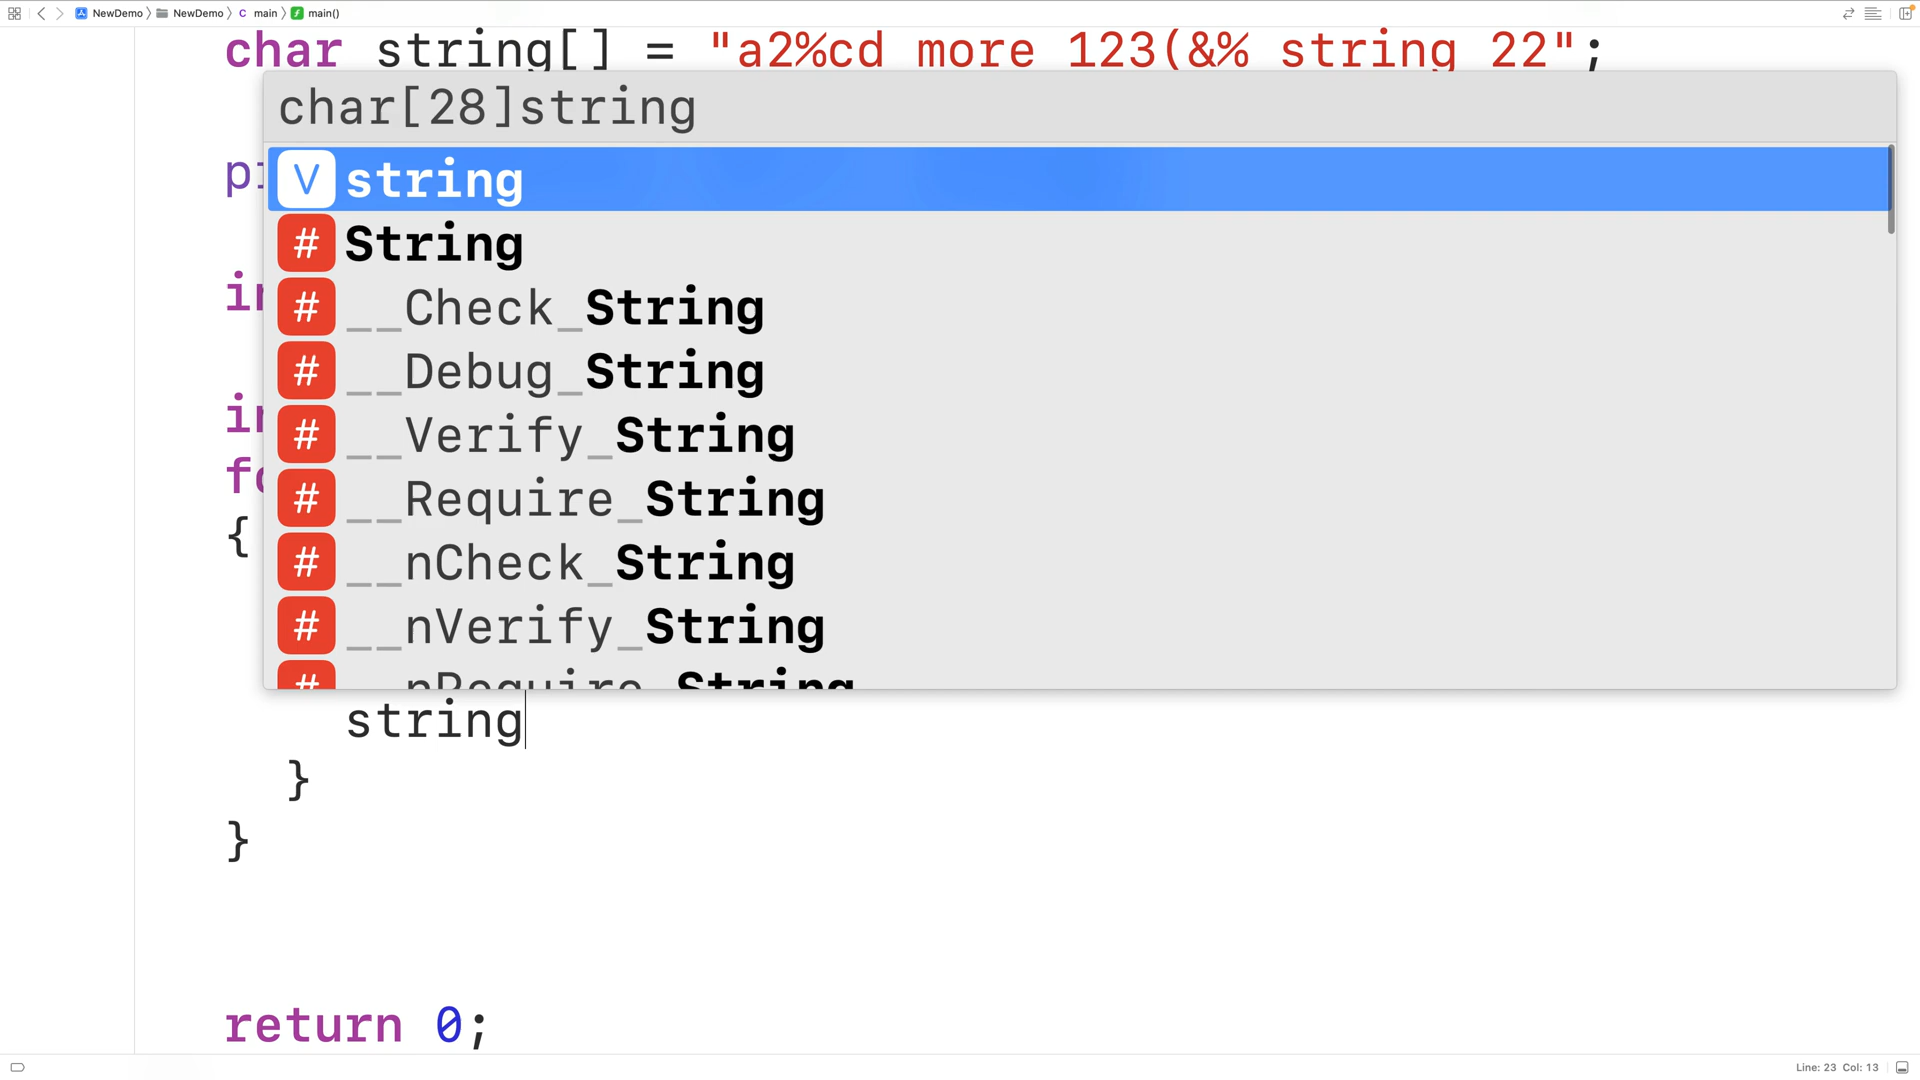 NewDemo NewDemo C main f main()
char string[] = "a2%cd more 123(&% string 22";
char[28]string
V string
# String
# __Check_String
# __Debug_String
# __Verify_String
# __Require_String
# __nCheck_String
# __nVerify_String
# __nRequire_String
{
string
}
}
return 0;
Line: 23 Col: 13